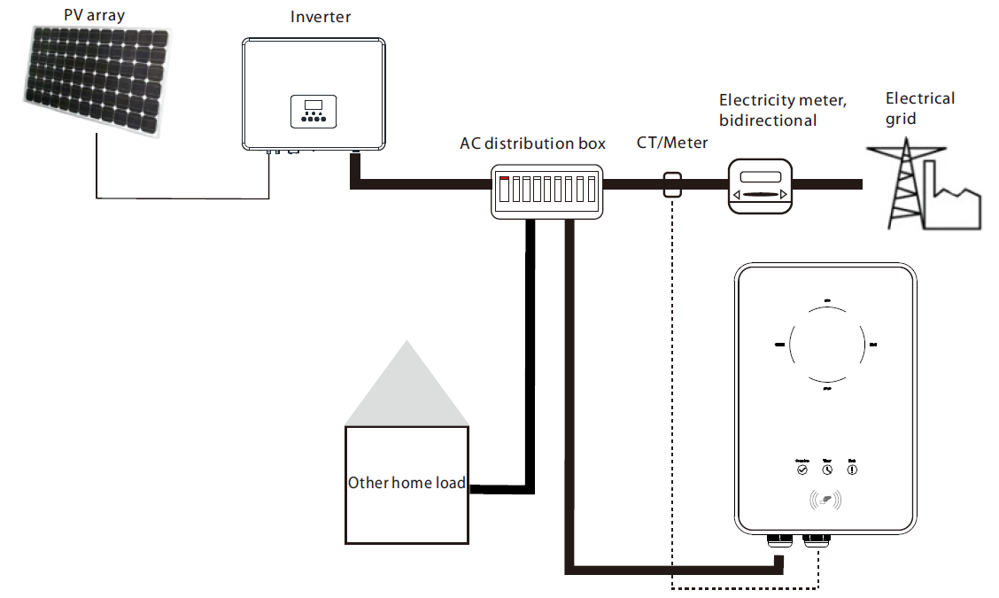 PV array
Inverter
Electricity meter,
bidirectional
Electrical
grid
AC distribution box
CT/Meter
Other home load